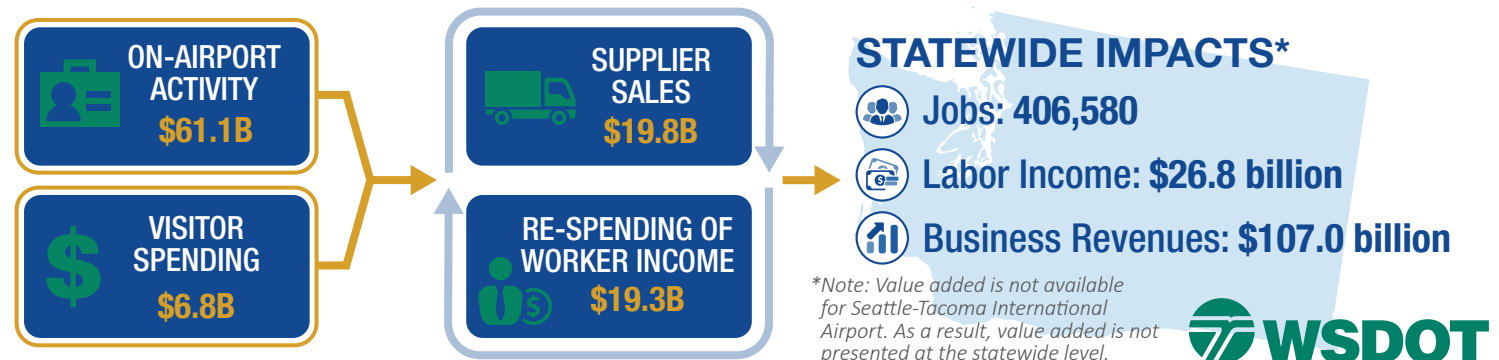 ON-AIRPORT
ACTIVITY
$61.1B
$
VISITOR
SPENDING
$6.8B
SUPPLIER
SALES
$19.8B
RE-SPENDING OF
WORKER INCOME
$
$19.3B
STATEWIDE IMPACTS*
Jobs: 406,580
$
Labor Income: $26.8 billion
Business Revenues: $107.0 billion
*Note: Value added is not available
for Seattle-Tacoma International
Airport. As a result, value added is not
presented at the statewide level.
WSDOT